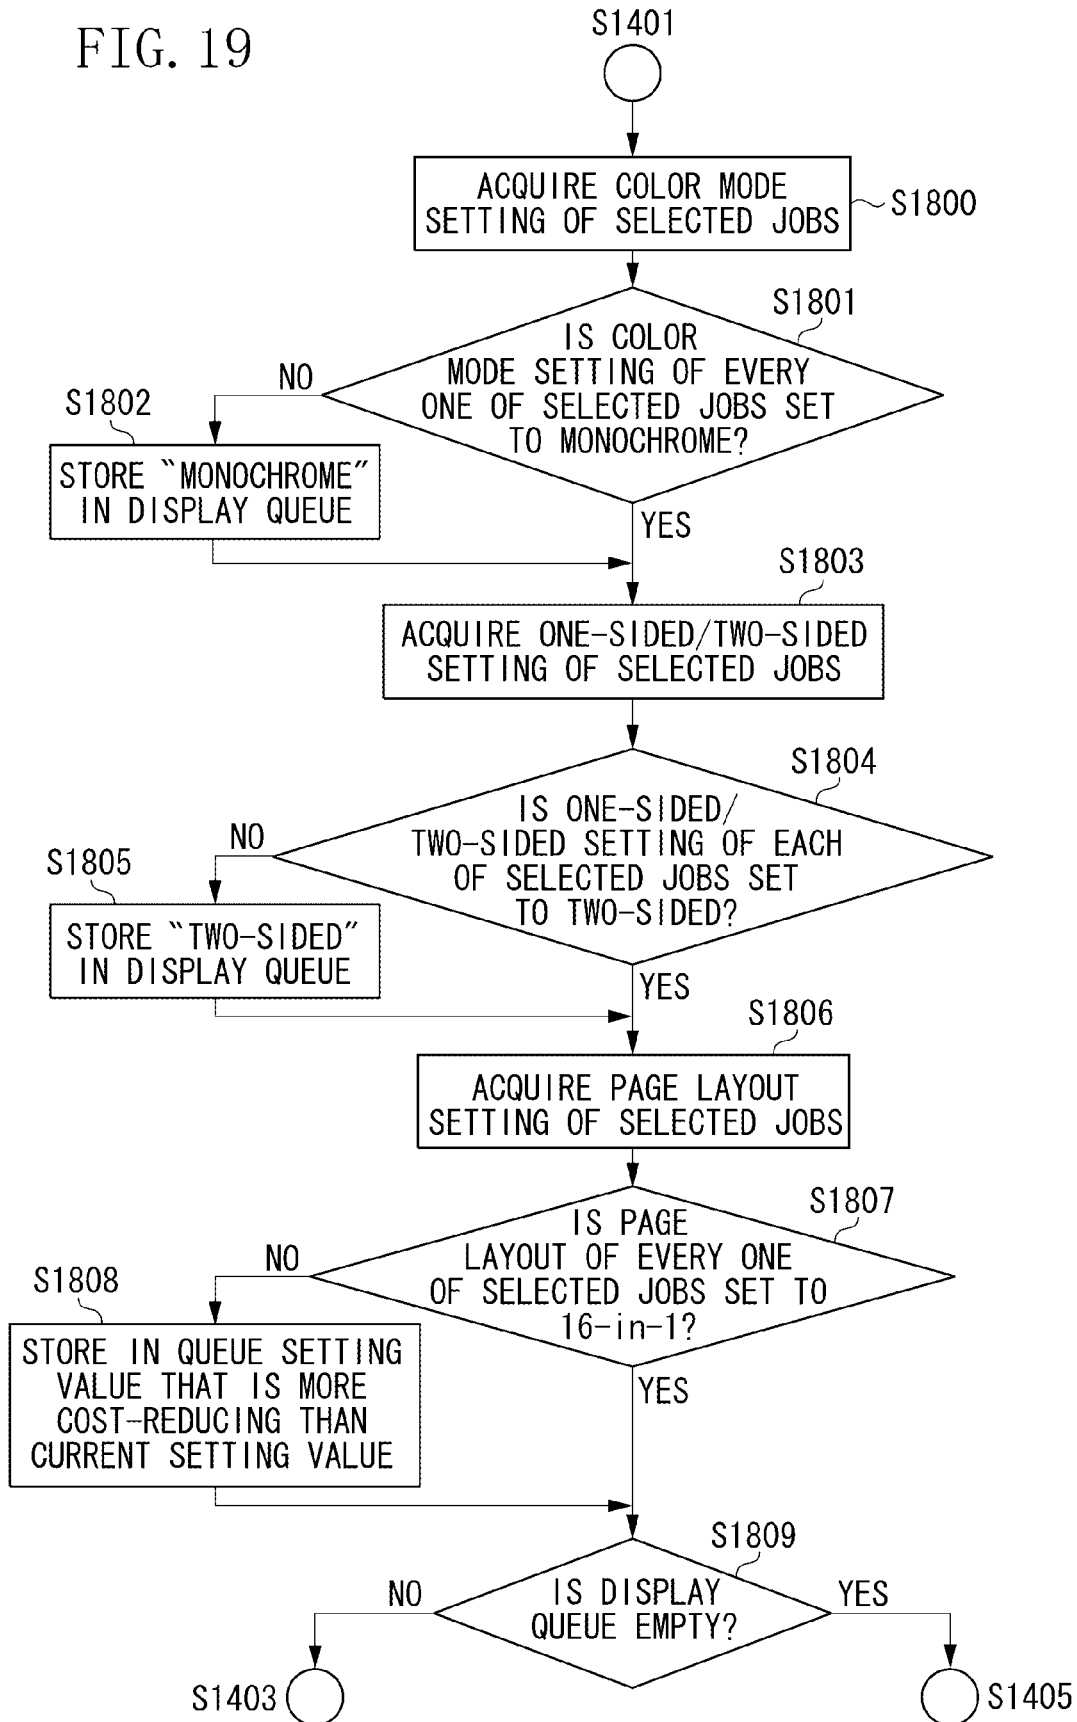 FIG. 19
S1401
ACQUIRE COLOR MODE
SETTING OF SELECTED JOBS
S1800
S1801
IS COLOR
MODE SETTING OF EVERY
ONE OF SELECTED JOBS SET
TO MONOCHROME?
NO
S1802
STORE “MONOCHROME”
IN DISPLAY QUEUE
YES
S1803
ACQUIRE ONE-SIDED/TWO-SIDED
SETTING OF SELECTED JOBS
S1804
IS ONE-SIDED/
TWO-SIDED SETTING OF EACH
OF SELECTED JOBS SET
TO TWO-SIDED?
NO
S1805
STORE “TWO-SIDED”
IN DISPLAY QUEUE
YES
S1806
ACQUIRE PAGE LAYOUT
SETTING OF SELECTED JOBS
S1807
IS PAGE
LAYOUT OF EVERY ONE
OF SELECTED JOBS SET TO
16-in-1?
NO
S1808
STORE IN QUEUE SETTING
VALUE THAT IS MORE
COST-REDUCING THAN
CURRENT SETTING VALUE
YES
S1809
IS DISPLAY
QUEUE EMPTY?
NO
YES
S1403
S1405